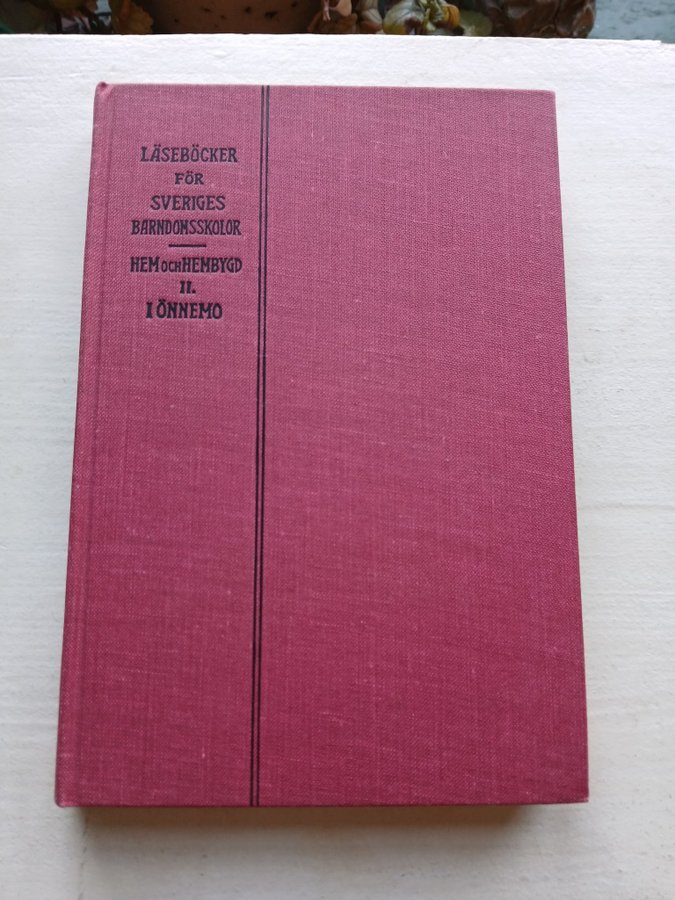 LÄSEBÖCKER
FÖR
SVERIGES
BARNDOMSSKOLOR
HEM OCH HEMBYGD
II.
I ÖNNEMO